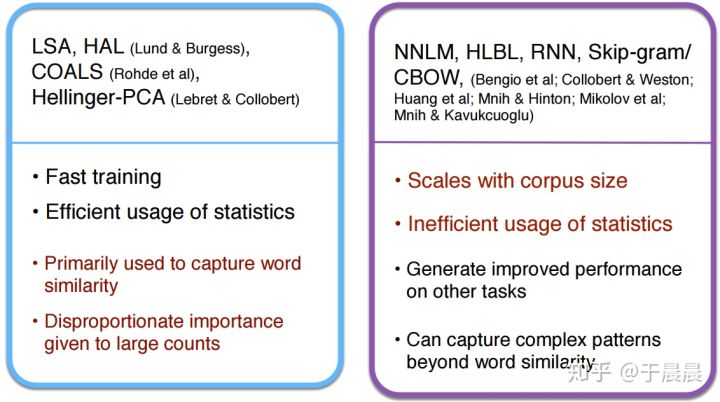 LSA, HAL (Lund & Burgess),
COALS (Rohde et al),
Hellinger-PCA (Lebret & Collobert)
• Fast training
• Efficient usage of statistics
• Primarily used to capture word
similarity
• Disproportionate importance
given to large counts
NNLM, HLBL, RNN, Skip-gram/
CBOW, (Bengio et al; Collobert & Weston;
Huang et al; Mnih & Hinton; Mikolov et al;
Mnih & Kavukcuoglu)
• Scales with corpus size
• Inefficient usage of statistics
• Generate improved performance
on other tasks
• Can capture complex patterns
beyond word similarity
知乎 @于晨晨